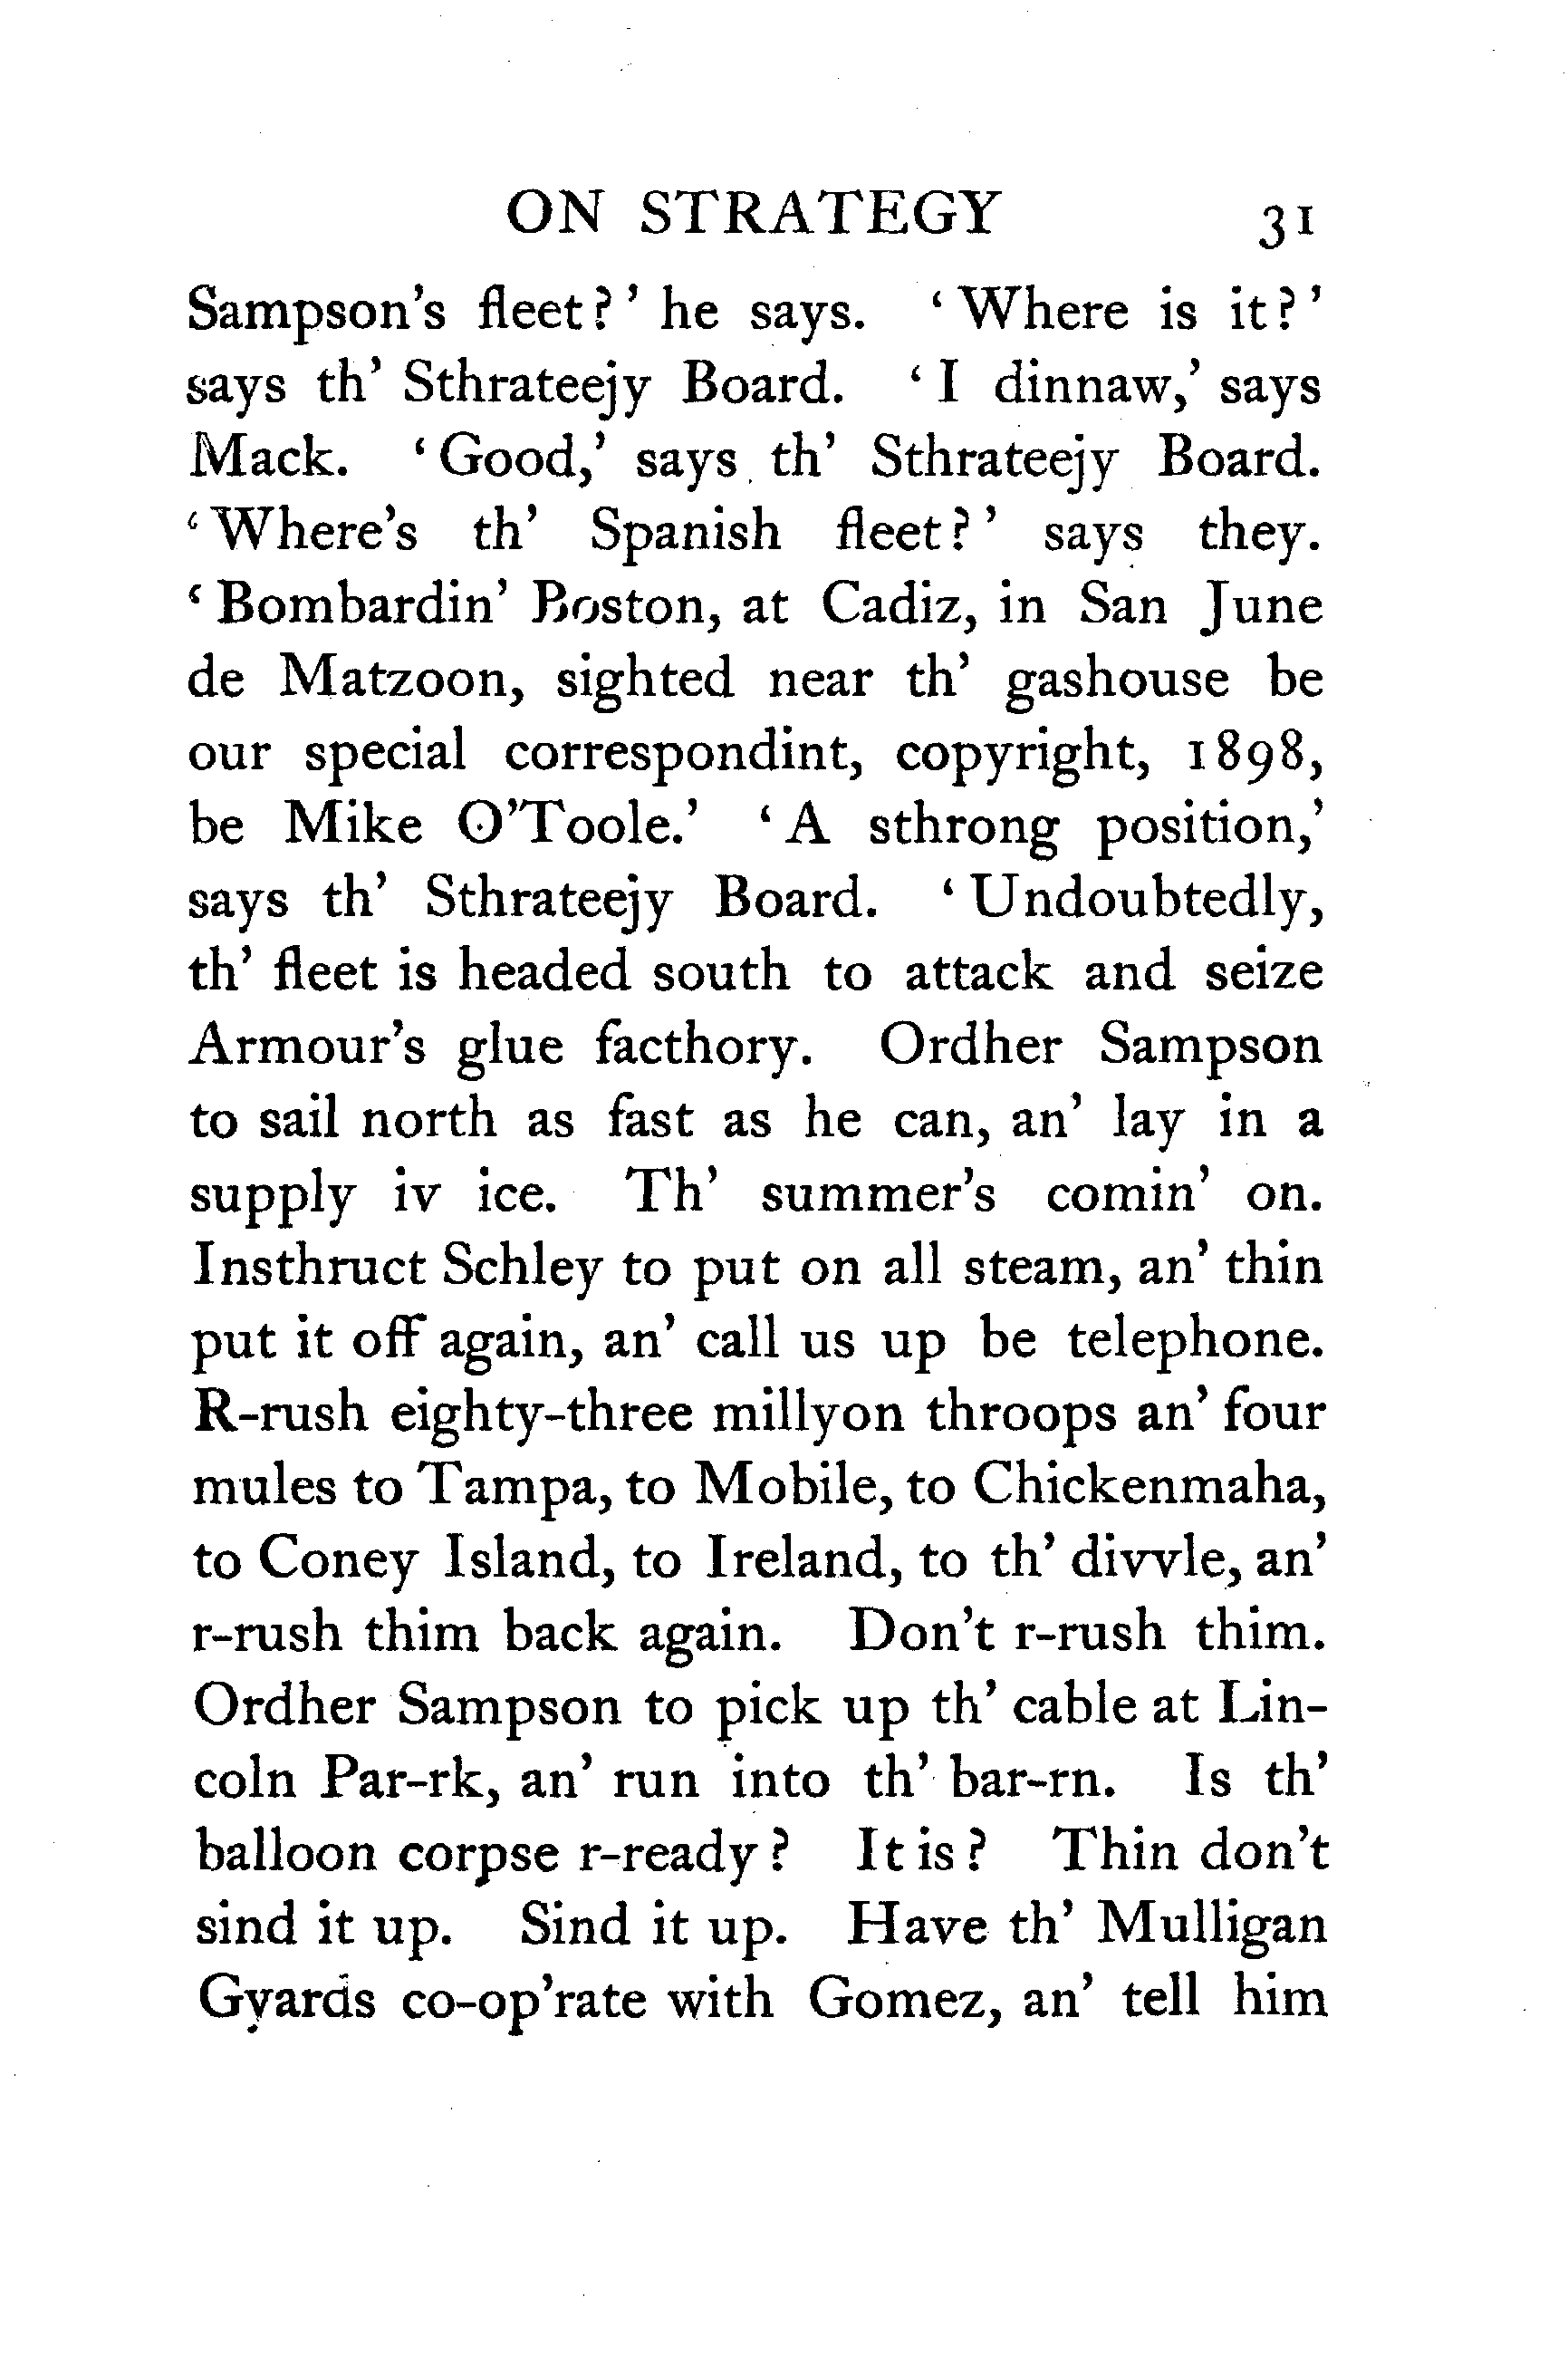 ON STRATEGY 31
Sampson's fleet?' he says. 'Where is it?'
says th' Sthrateejy Board. 'I dinnaw,' says
Mack. 'Good,' says th' Sthrateejy Board.
'Where's th' Spanish fleet?' says they.
'Bombardin' Boston, at Cadiz, in San June
de Matzoon, sighted near th' gashouse be
our special correspondint, copyright, 1898,
be Mike O'Toole.' 'A sthrong position,'
says th' Sthrateejy Board. 'Undoubtedly,
th' fleet is headed south to attack and seize
Armour's glue facthory. Ordher Sampson
to sail north as fast as he can, an' lay in a
supply iv ice. Th' summer's comin' on.
Insthruct Schley to put on all steam, an' thin
put it off again, an' call us up be telephone.
R-rush eighty-three millyon throops an' four
mules to Tampa, to Mobile, to Chickenmaha,
to Coney Island, to Ireland, to th' divvle, an'
r-rush thim back again. Don't r-rush thim.
Ordher Sampson to pick up th' cable at Lin-
coln Par-rk, an' run into th' bar-rn. Is th'
balloon corpse r-ready? It is? Thin don't
sind it up. Sind it up. Have th' Mulligan
Gyards co-op'rate with Gomez, an' tell him